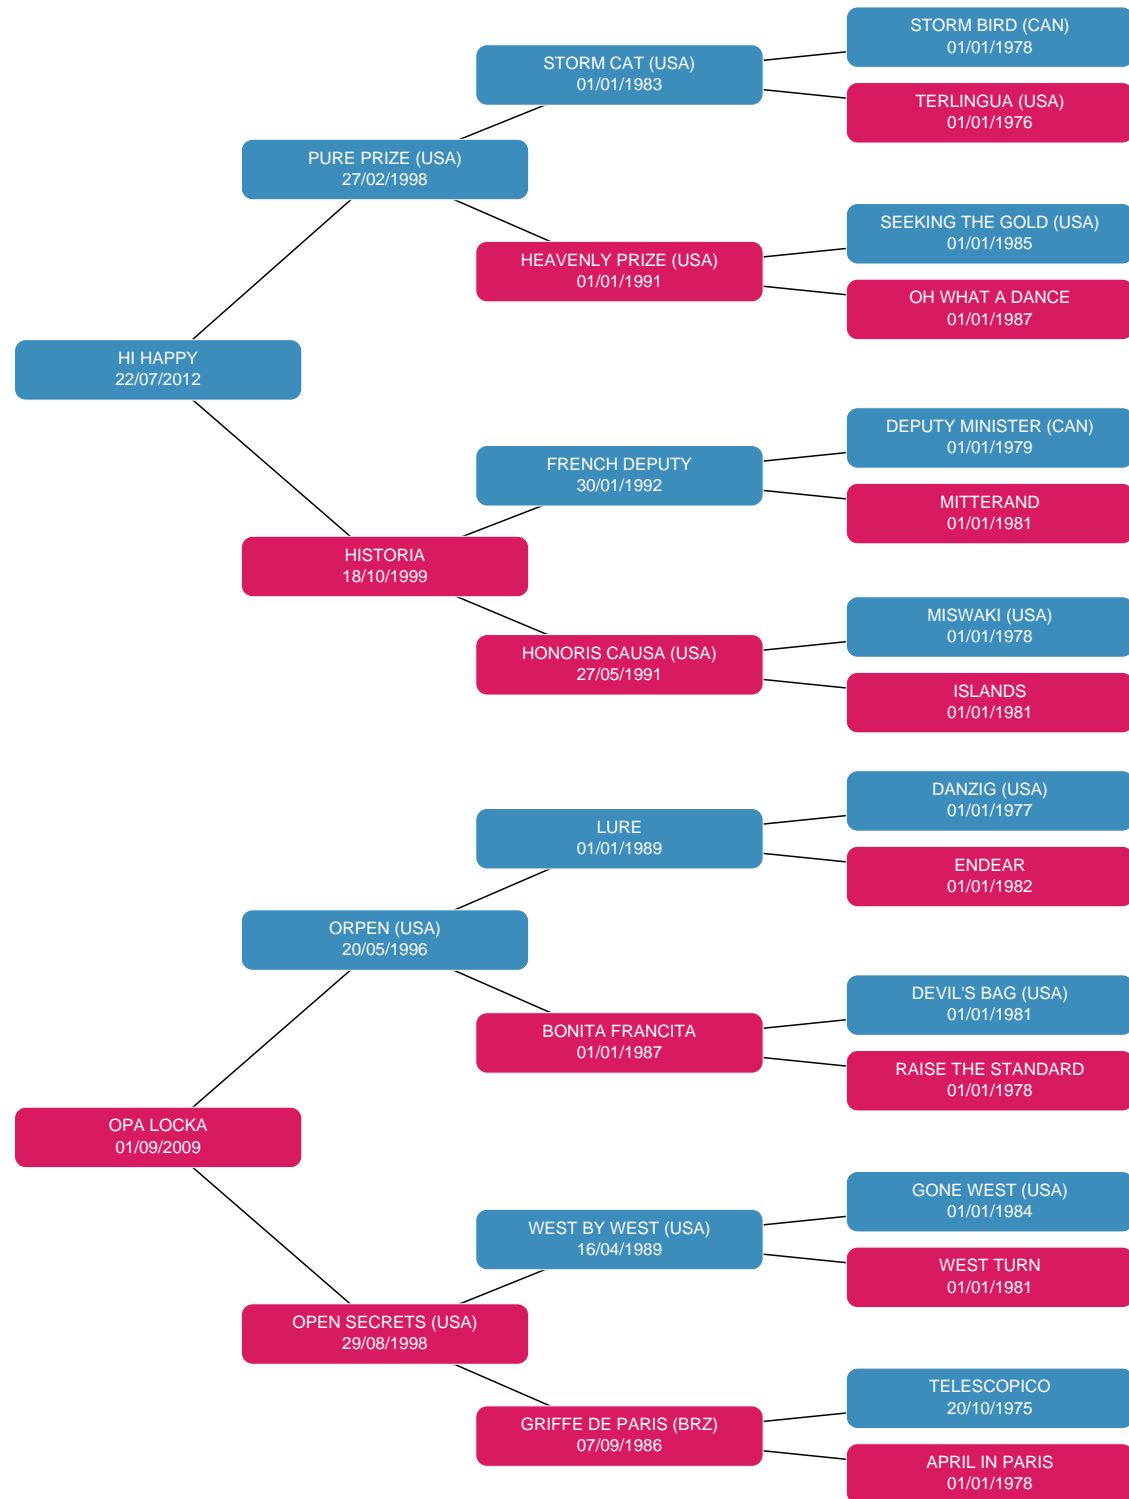 STORM BIRD (CAN)
01/01/1978
STORM CAT (USA)
01/01/1983
TERLINGUA (USA)
01/01/1976
PURE PRIZE (USA)
27/02/1998
SEEKING THE GOLD (USA)
01/01/1985
HEAVENLY PRIZE (USA)
01/01/1991
OH WHAT A DANCE
01/01/1987
HI HAPPY
22/07/2012
DEPUTY MINISTER (CAN)
01/01/1979
FRENCH DEPUTY
30/01/1992
MITTERAND
01/01/1981
HISTORIA
18/10/1999
MISWAKI (USA)
01/01/1978
HONORIS CAUSA (USA)
27/05/1991
ISLANDS
01/01/1981
DANZIG (USA)
01/01/1977
LURE
01/01/1989
ENDEAR
01/01/1982
ORPEN (USA)
20/05/1996
DEVIL'S BAG (USA)
01/01/1981
BONITA FRANCITA
01/01/1987
RAISE THE STANDARD
01/01/1978
OPA LOCKA
01/09/2009
GONE WEST (USA)
01/01/1984
WEST BY WEST (USA)
16/04/1989
WEST TURN
01/01/1981
OPEN SECRETS (USA)
29/08/1998
TELESCOPICO
20/10/1975
GRIFFE DE PARIS (BRZ)
07/09/1986
APRIL IN PARIS
01/01/1978